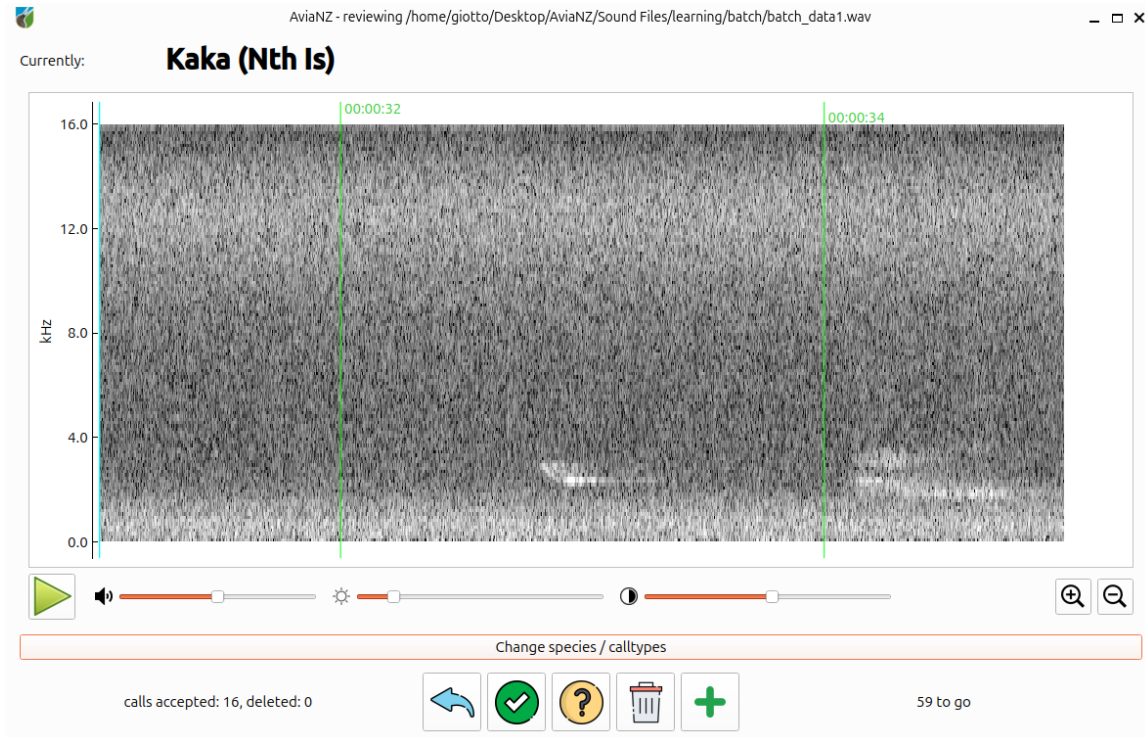 AviaNZ - reviewing /home/giotto/Desktop/AviaNZ/Sound Files/learning/batch/batch_data1.wav
Currently: Kaka (Nth Is)
00:00:32
00:00:34
16.0
12.0
8.0
4.0
0.0
kHz
Change species / calltypes
calls accepted: 16, deleted: 0
59 to go